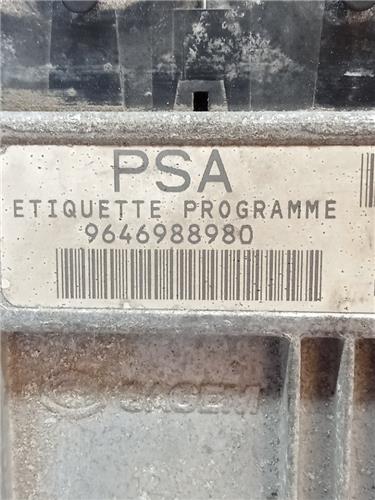 PSA
ETIQUETTE PROGRAMME
9646988980
SAGEM